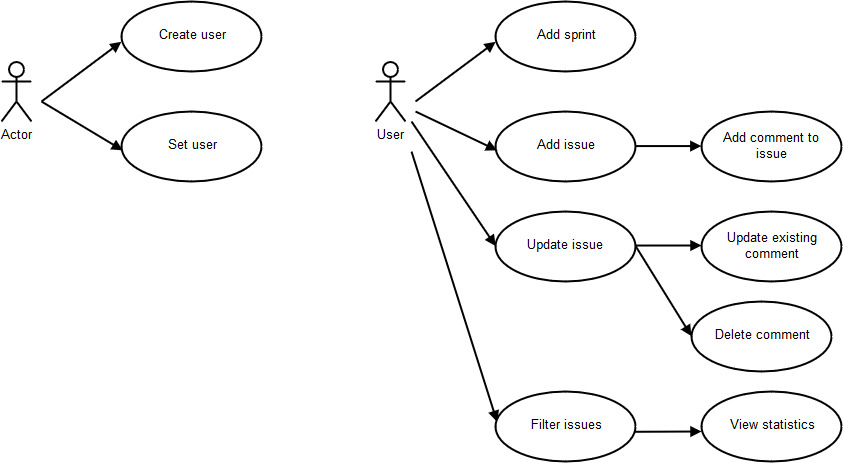 Create user
Add sprint
Actor
User
Set user
Add issue
Add comment to
issue
Update issue
Update existing
comment
Delete comment
Filter issues
View statistics